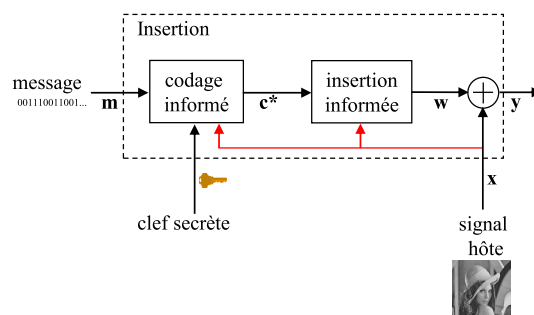 Insertion
message
001110011001...
m
codage
informé
c*
insertion
informée
w
y
x
clef secrète
signal
hôte